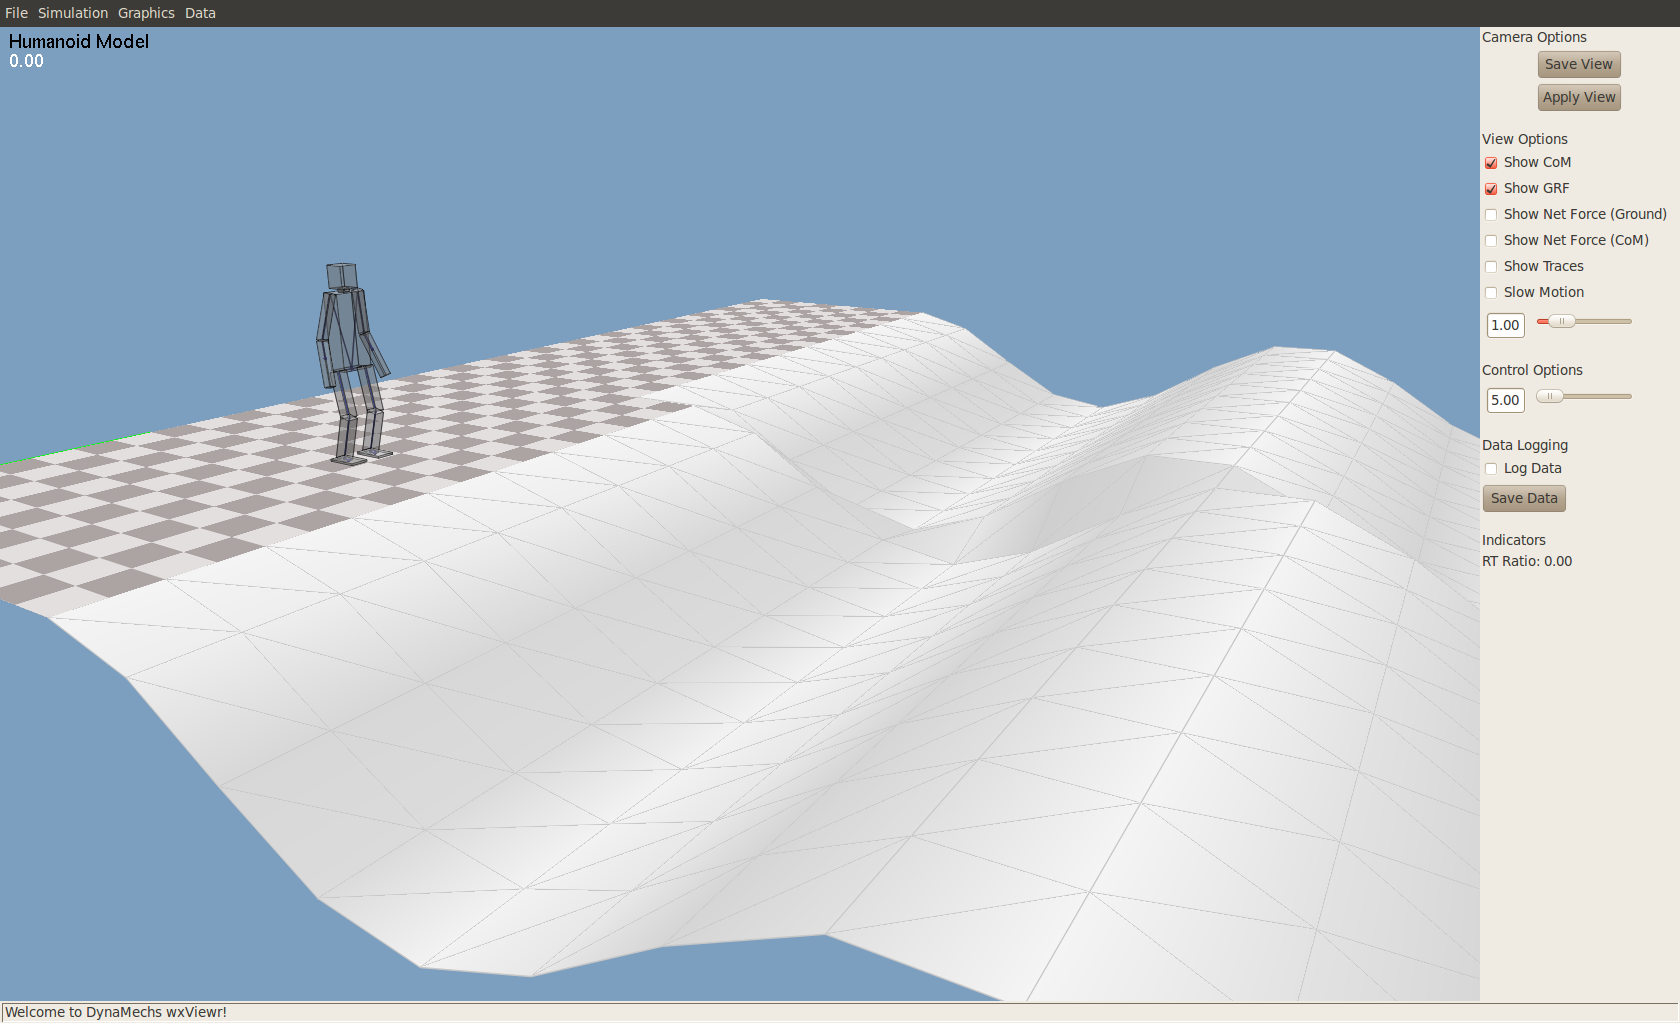 File Simulation Graphics Data
Humanoid Model
0.00
Camera Options
Save View
Apply View
View Options
Show CoM
Show GRF
Show Net Force (Ground)
Show Net Force (CoM)
Show Traces
Slow Motion
1.00
Control Options
5.00
Data Logging
Log Data
Save Data
Indicators
RT Ratio: 0.00
Welcome to DynaMechs wxViewr!